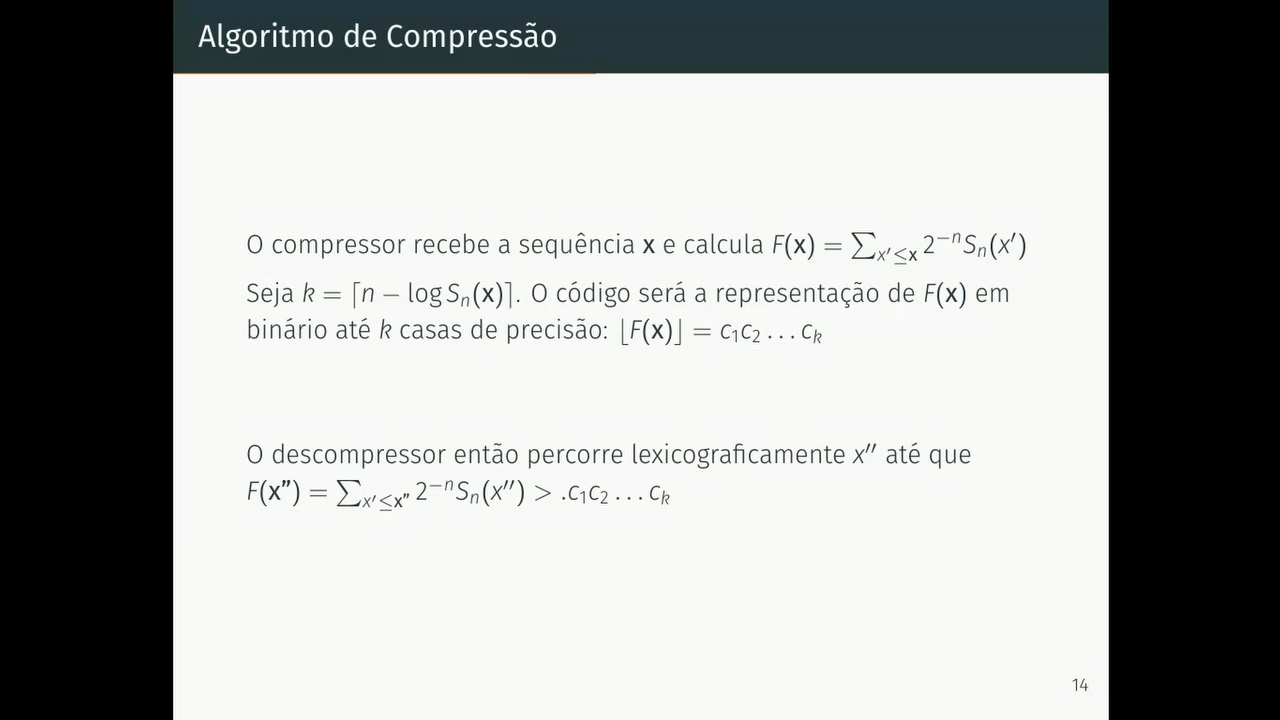 Algoritmo de Compressão
O compressor recebe a sequência x e calcula F(x) = ∑_{x′≤x} 2^{−n}S_n(x′)
Seja k = ⌈n − log S_n(x)⌉. O código será a representação de F(x) em
binário até k casas de precisão: ⌊F(x)⌋ = c₁c₂ … c_k
O descompressor então percorre lexicograficamente x″ até que
F(x”) = ∑_{x′≤x”} 2^{−n}S_n(x″) > .c₁c₂ … c_k
14